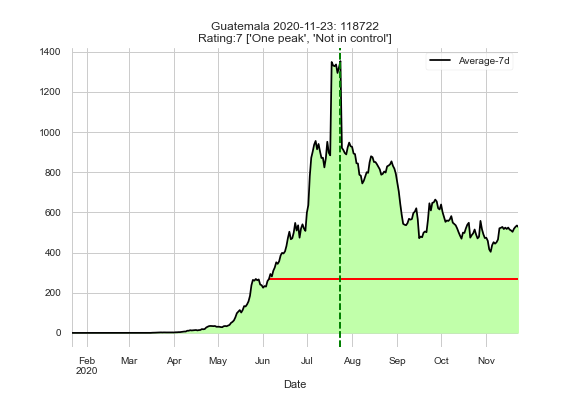 Guatemala 2020-11-23: 118722
Rating:7 ['One peak', 'Not in control']
Average-7d
1400
1200
1000
800
600
400
200
0
Feb
2020
Mar
Apr
May
Jun
Jul
Aug
Sep
Oct
Nov
Date